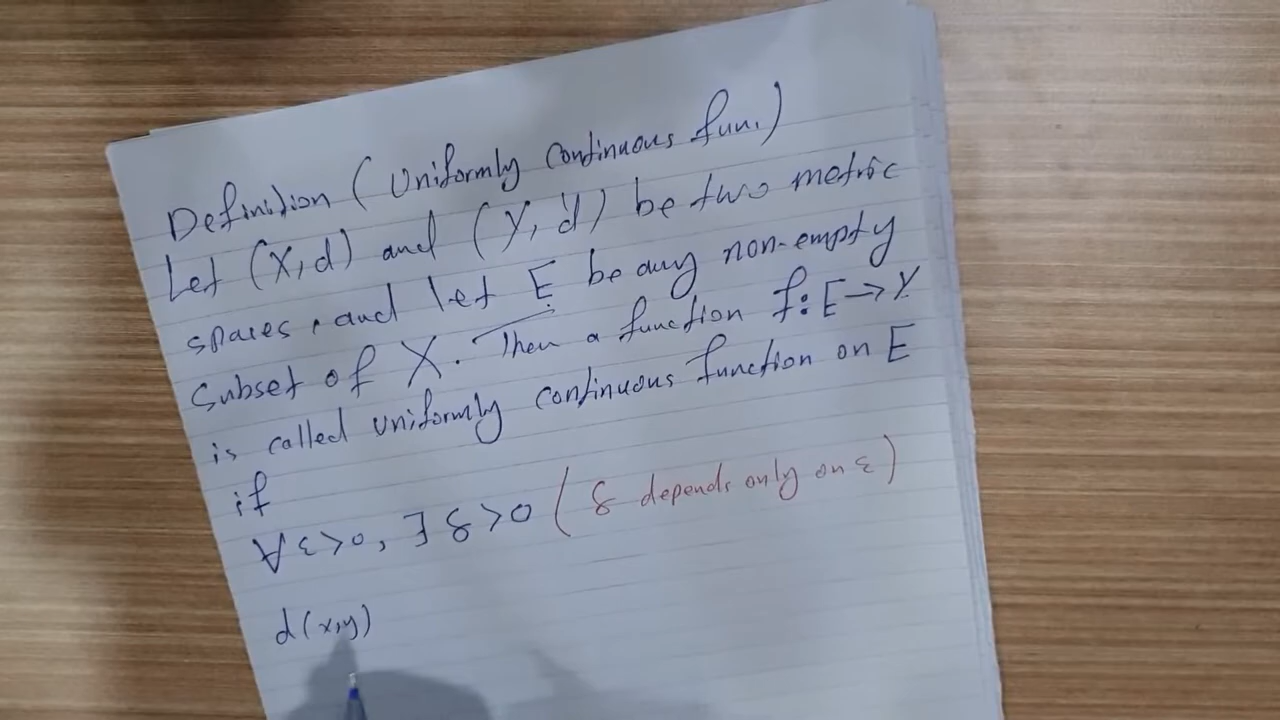 Definition (Uniformly continuous fun.)
Let (X,d) and (Y,d') be two metric
spaces, and let E be any non-empty
subset of X. Then a function f: E→Y
is called uniformly continuous function on E
if
∀ ε>0, ∃ δ>0 (δ depends only on ε)
d(x,y)